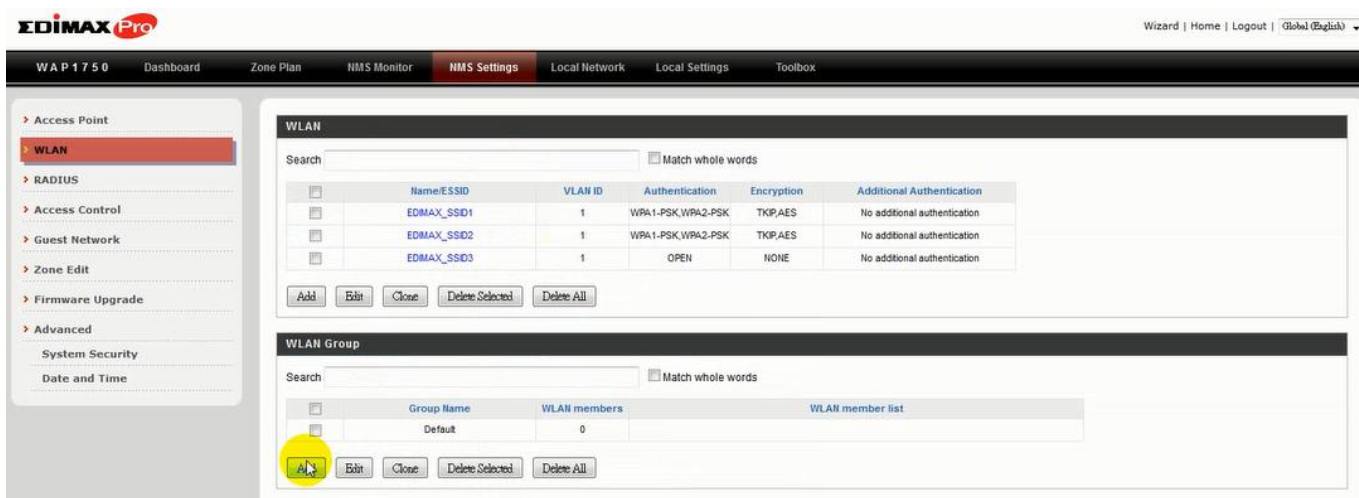 EDIMAX Pro
Wizard | Home | Logout | Global (English)
WAP1750 Dashboard Zone Plan NMS Monitor NMS Settings Local Network Local Settings Toolbox
Access Point
WLAN
RADIUS
Access Control
Guest Network
Zone Edit
Firmware Upgrade
Advanced
System Security
Date and Time
WLAN
Search Match whole words
Name/ESSID VLAN ID Authentication Encryption Additional Authentication
EDIMAX_SSID1 1 WPA1-PSK,WPA2-PSK TKIP,AES No additional authentication
EDIMAX_SSID2 1 WPA1-PSK,WPA2-PSK TKIP,AES No additional authentication
EDIMAX_SSID3 1 OPEN NONE No additional authentication
Add Edit Clone Delete Selected Delete All
WLAN Group
Search Match whole words
Group Name WLAN members WLAN member list
Default 0
Add Edit Clone Delete Selected Delete All